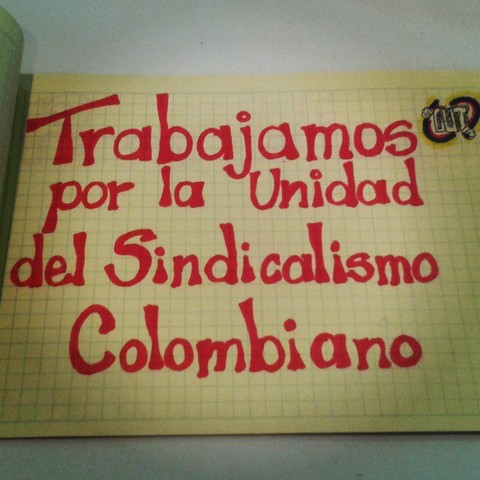 Trabajamos
por la Unidad
del Sindicalismo
Colombiano